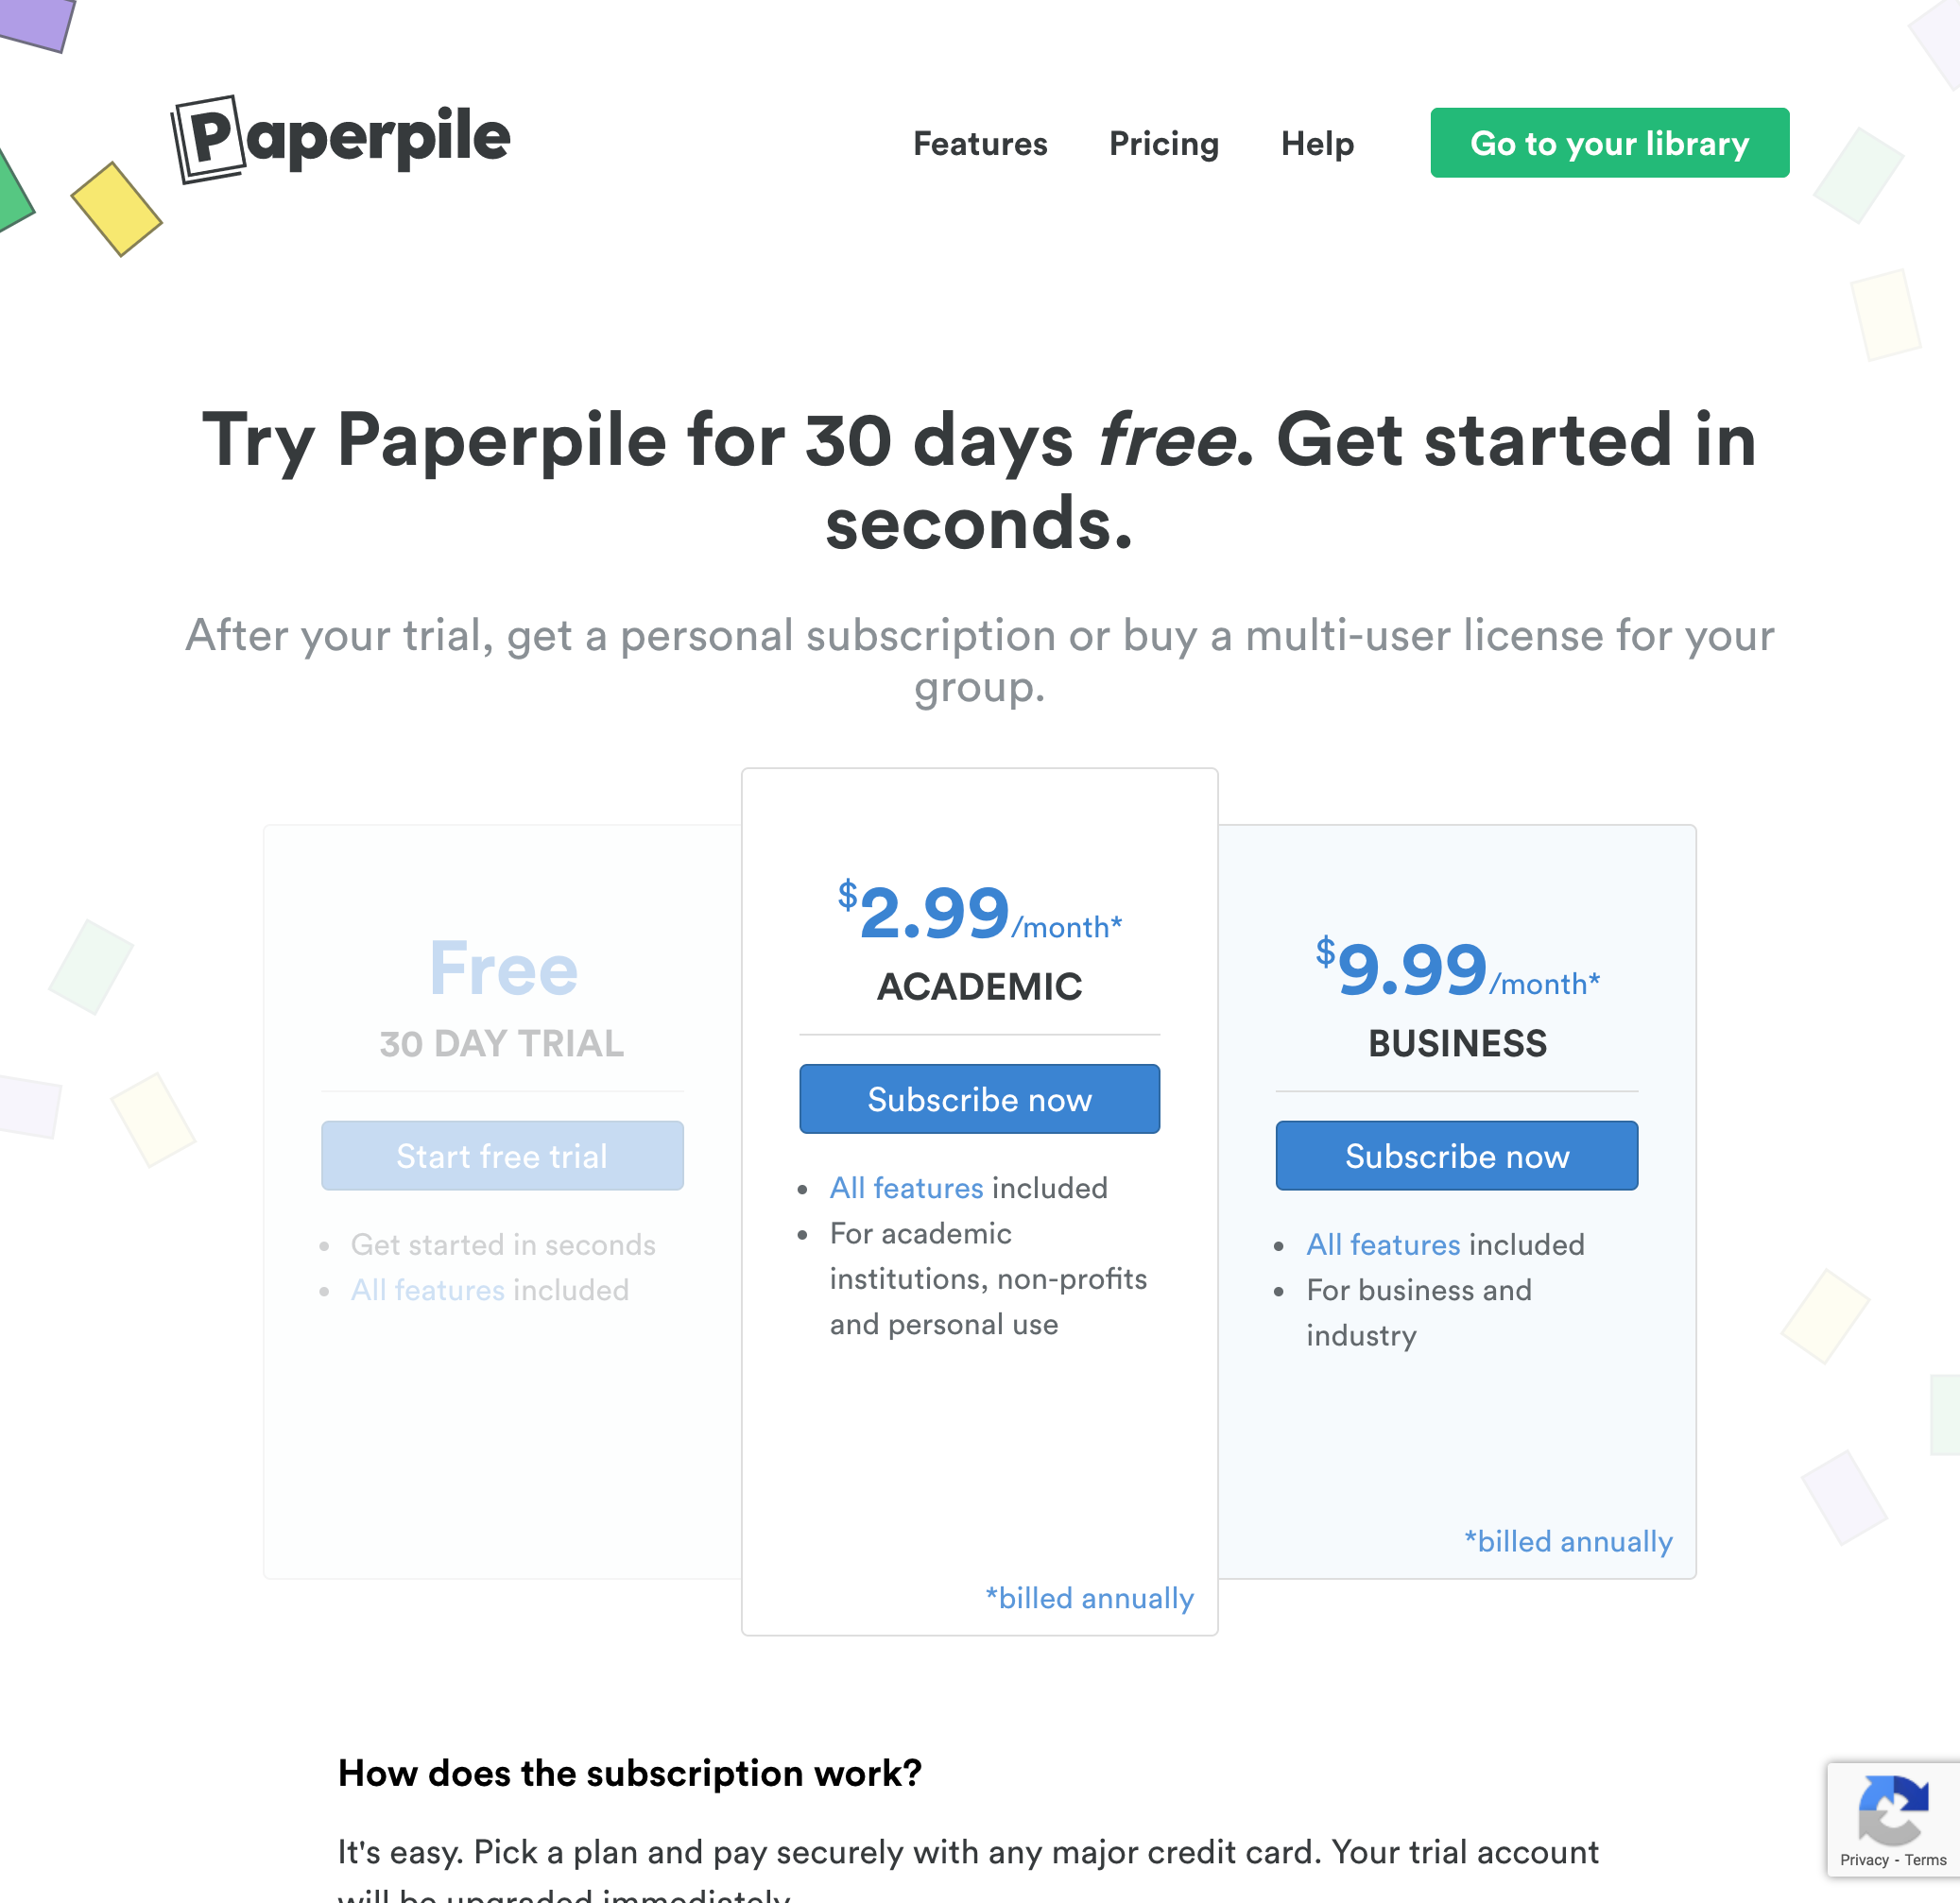 Paperpile
Features Pricing Help Go to your library
Try Paperpile for 30 days free. Get started in
seconds.
After your trial, get a personal subscription or buy a multi-user license for your
group.
Free
30 DAY TRIAL
Start free trial
Get started in seconds
All features included
$2.99/month*
ACADEMIC
Subscribe now
All features included
For academic
institutions, non-profits
and personal use
*billed annually
$9.99/month*
BUSINESS
Subscribe now
All features included
For business and
industry
*billed annually
How does the subscription work?
It's easy. Pick a plan and pay securely with any major credit card. Your trial account
will be upgraded immediately.
Privacy - Terms